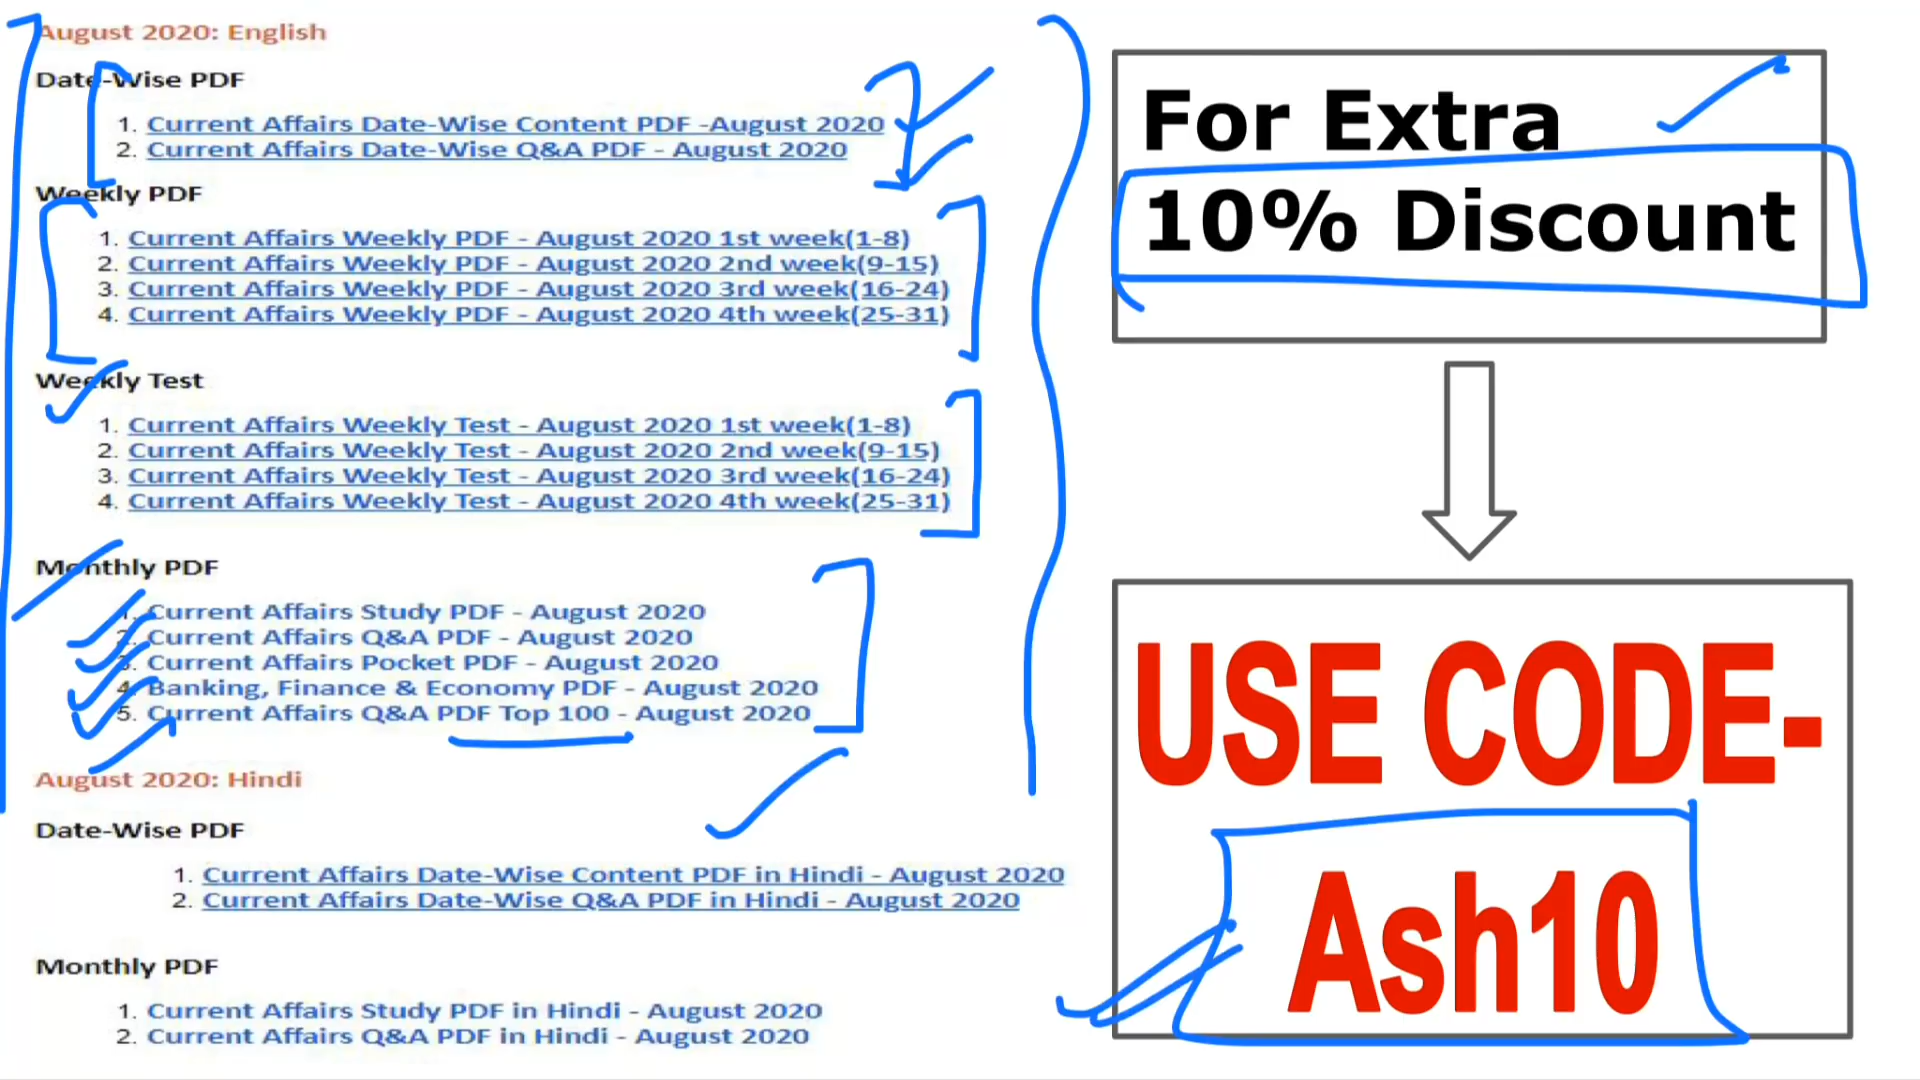 August 2020: English
Date-Wise PDF
1. Current Affairs Date-Wise Content PDF -August 2020
2. Current Affairs Date-Wise Q&A PDF - August 2020
Weekly PDF
1. Current Affairs Weekly PDF - August 2020 1st week(1-8)
2. Current Affairs Weekly PDF - August 2020 2nd week(9-15)
3. Current Affairs Weekly PDF - August 2020 3rd week(16-24)
4. Current Affairs Weekly PDF - August 2020 4th week(25-31)
Weekly Test
1. Current Affairs Weekly Test - August 2020 1st week(1-8)
2. Current Affairs Weekly Test - August 2020 2nd week(9-15)
3. Current Affairs Weekly Test - August 2020 3rd week(16-24)
4. Current Affairs Weekly Test - August 2020 4th week(25-31)
Monthly PDF
1. Current Affairs Study PDF - August 2020
2. Current Affairs Q&A PDF - August 2020
3. Current Affairs Pocket PDF - August 2020
4. Banking, Finance & Economy PDF - August 2020
5. Current Affairs Q&A PDF Top 100 - August 2020
August 2020: Hindi
Date-Wise PDF
1. Current Affairs Date-Wise Content PDF in Hindi - August 2020
2. Current Affairs Date-Wise Q&A PDF in Hindi - August 2020
Monthly PDF
1. Current Affairs Study PDF in Hindi - August 2020
2. Current Affairs Q&A PDF in Hindi - August 2020
For Extra
10% Discount
USE CODE-
Ash10